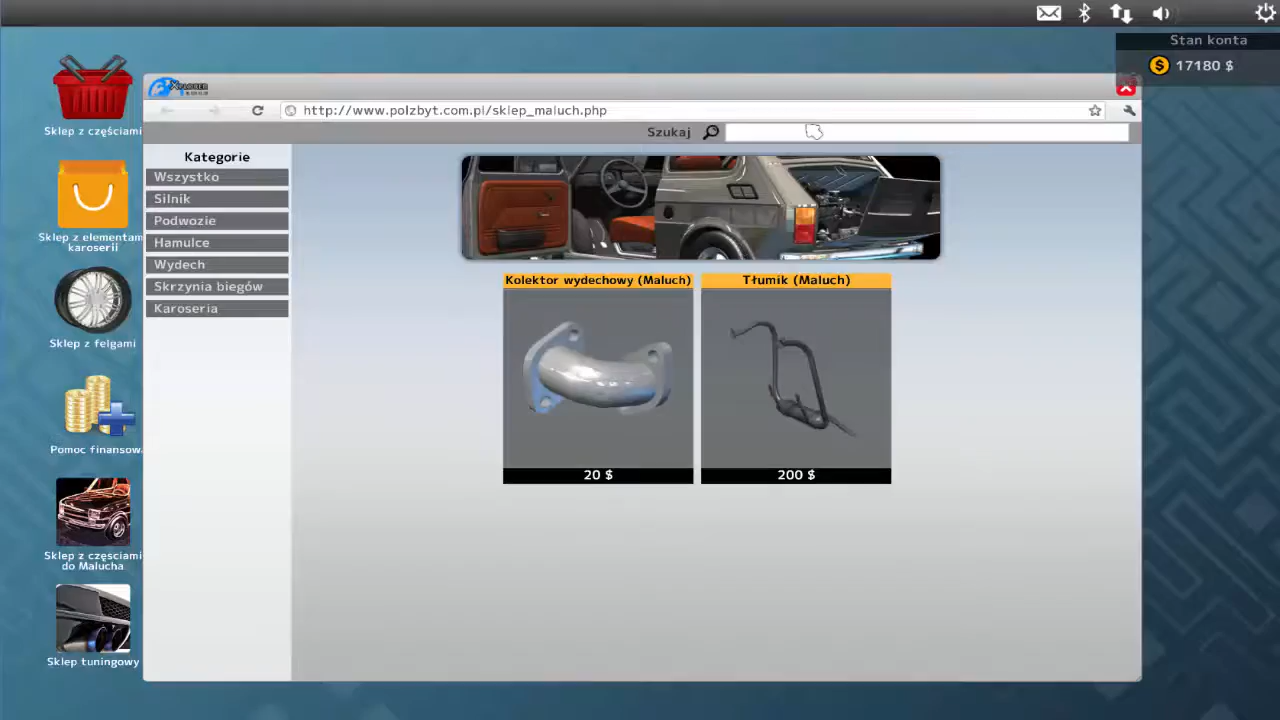 Stan konta
$ 17180 $
Sklep z częściami
Sklep z elementam
karoserii
Sklep z felgami
Pomoc finansowa
Sklep z częsciami
do Malucha
Sklep tuningowy
http://www.polzbyt.com.pl/sklep_maluch.php
Szukaj
Kategorie
Wszystko
Silnik
Podwozie
Hamulce
Wydech
Skrzynia biegów
Karoseria
Kolektor wydechowy (Maluch)
20 $
Tłumik (Maluch)
200 $